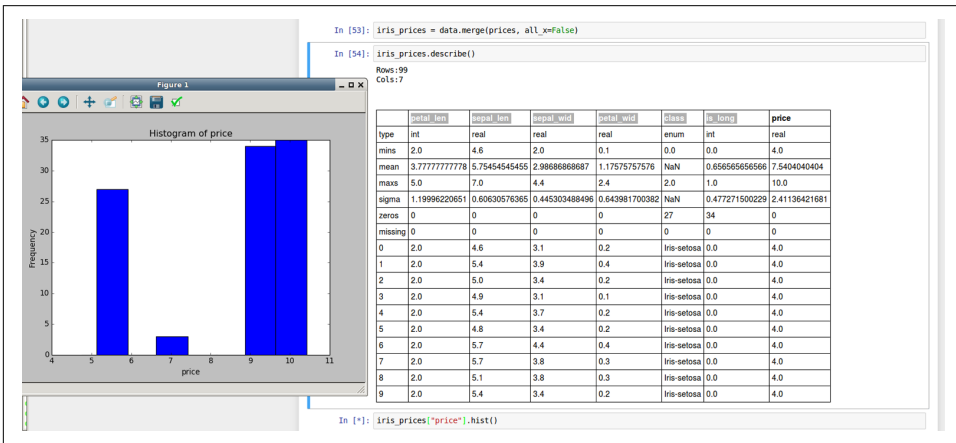 In [53]: iris_prices = data.merge(prices, all_x=False)
In [54]: iris_prices.describe()
Rows:99
Cols:7
petal_len sepal_len sepal_wid petal_wid class is_long price
type int real real real enum int real
mins 2.0 4.6 2.0 0.1 0.0 0.0 4.0
mean 3.77777777778 5.75454545455 2.98686868687 1.17575757576 NaN 0.656565656566 7.5404040404
maxs 5.0 7.0 4.4 2.4 2.0 1.0 10.0
sigma 1.19996220651 0.60630576365 0.445303488496 0.643981700382 NaN 0.477271500229 2.41136421681
zeros 0 0 0 0 27 34 0
missing 0 0 0 0 0 0 0
0 2.0 4.6 3.1 0.2 Iris-setosa 0.0 4.0
1 2.0 5.4 3.9 0.4 Iris-setosa 0.0 4.0
2 2.0 5.0 3.4 0.2 Iris-setosa 0.0 4.0
3 2.0 4.9 3.1 0.1 Iris-setosa 0.0 4.0
4 2.0 5.4 3.7 0.2 Iris-setosa 0.0 4.0
5 2.0 4.8 3.4 0.2 Iris-setosa 0.0 4.0
6 2.0 5.7 4.4 0.4 Iris-setosa 0.0 4.0
7 2.0 5.7 3.8 0.3 Iris-setosa 0.0 4.0
8 2.0 5.1 3.8 0.3 Iris-setosa 0.0 4.0
9 2.0 5.4 3.4 0.2 Iris-setosa 0.0 4.0
In [*]: iris_prices["price"].hist()
Figure 1
Histogram of price
35
30
25
20
15
10
5
0
Frequency
4 5 6 7 8 9 10 11
price